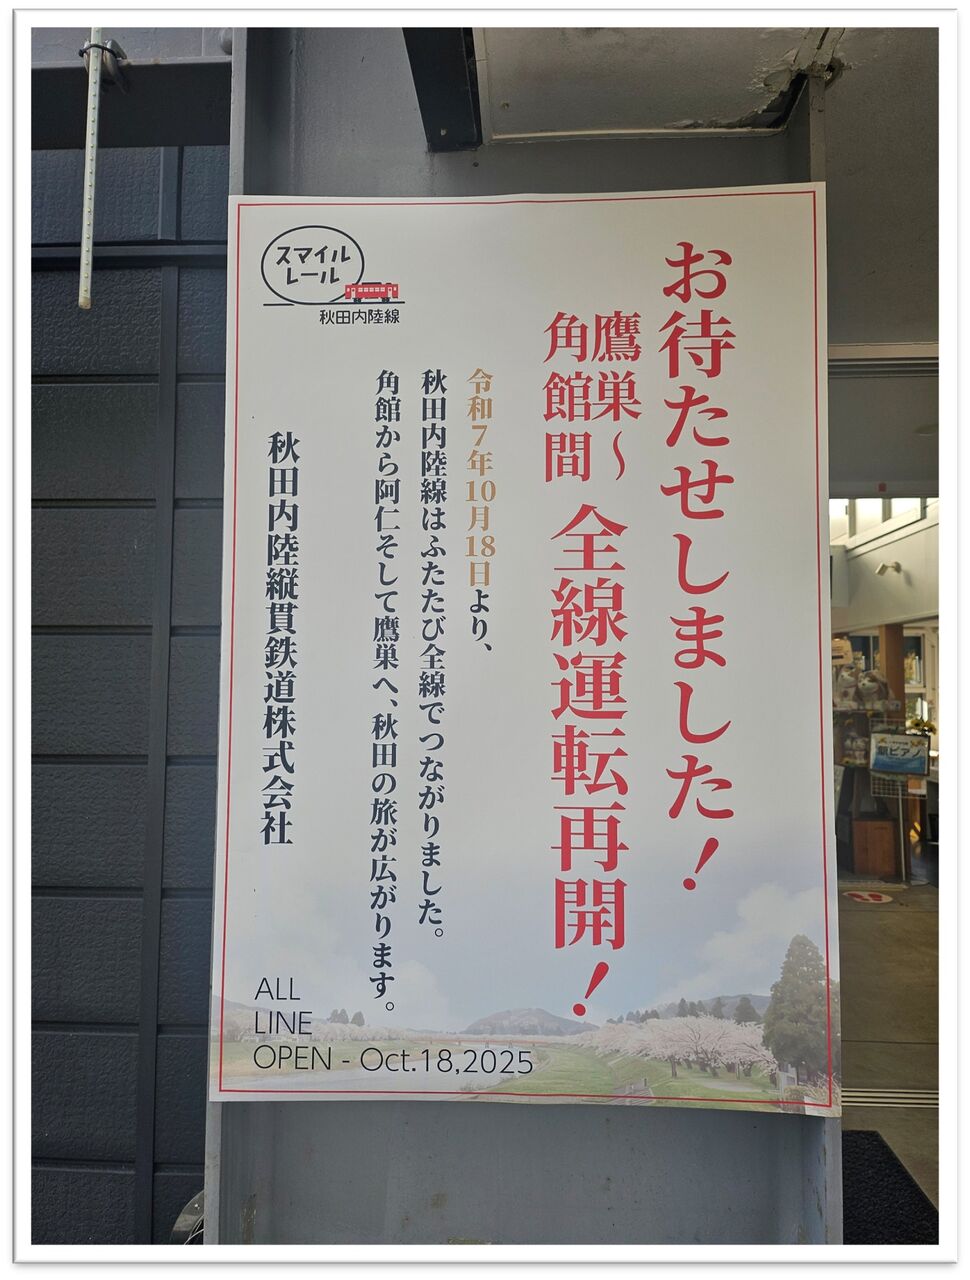 お待たせしました！
鷹巣～
角館間
全線運転再開！
令和7年10月18日より、
秋田内陸線はふたたび全線でつながりました。
角館から阿仁そして鷹巣へ、秋田の旅が広がります。
秋田内陸縦貫鉄道株式会社
スマイル
レール
秋田内陸線
ALL
LINE
OPEN - Oct.18,2025
駅ピアノ